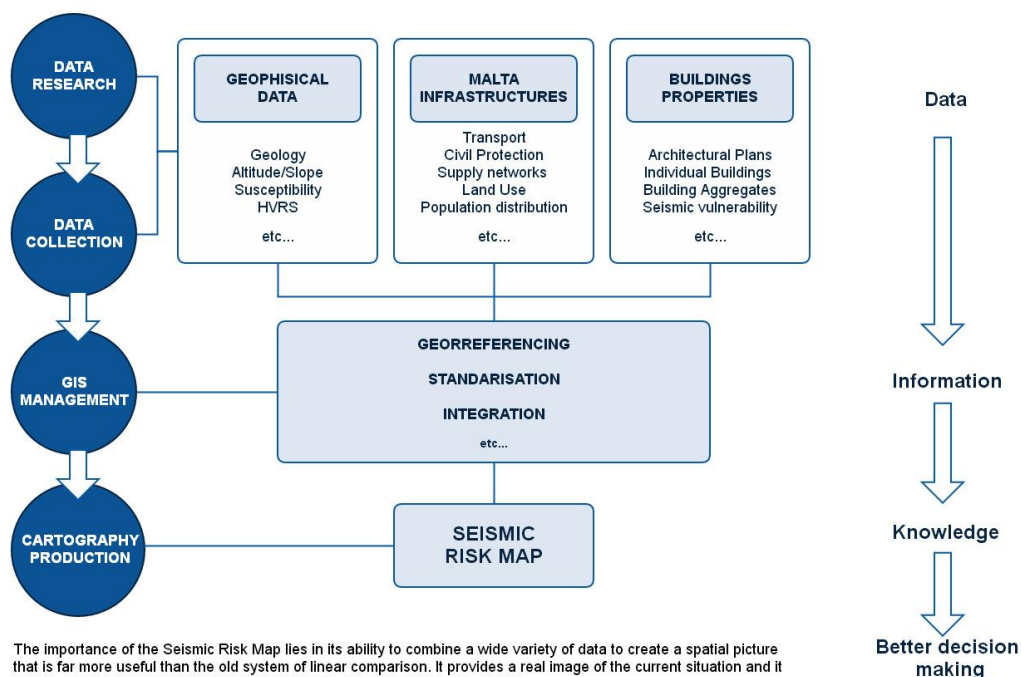 DATA
RESEARCH
DATA
COLLECTION
GIS
MANAGEMENT
CARTOGRAPHY
PRODUCTION
GEOPHISICAL
DATA
Geology
Altitude/Slope
Susceptibility
HVRS
etc...
MALTA
INFRASTRUCTURES
Transport
Civil Protection
Supply networks
Land Use
Population distribution
etc...
BUILDINGS
PROPERTIES
Architectural Plans
Individual Buildings
Building Aggregates
Seismic vulnerability
etc...
GEORREFERENCING
STANDARISATION
INTEGRATION
etc...
SEISMIC
RISK MAP
Data
Information
Knowledge
Better decision
making
The importance of the Seismic Risk Map lies in its ability to combine a wide variety of data to create a spatial picture
that is far more useful than the old system of linear comparison. It provides a real image of the current situation and it